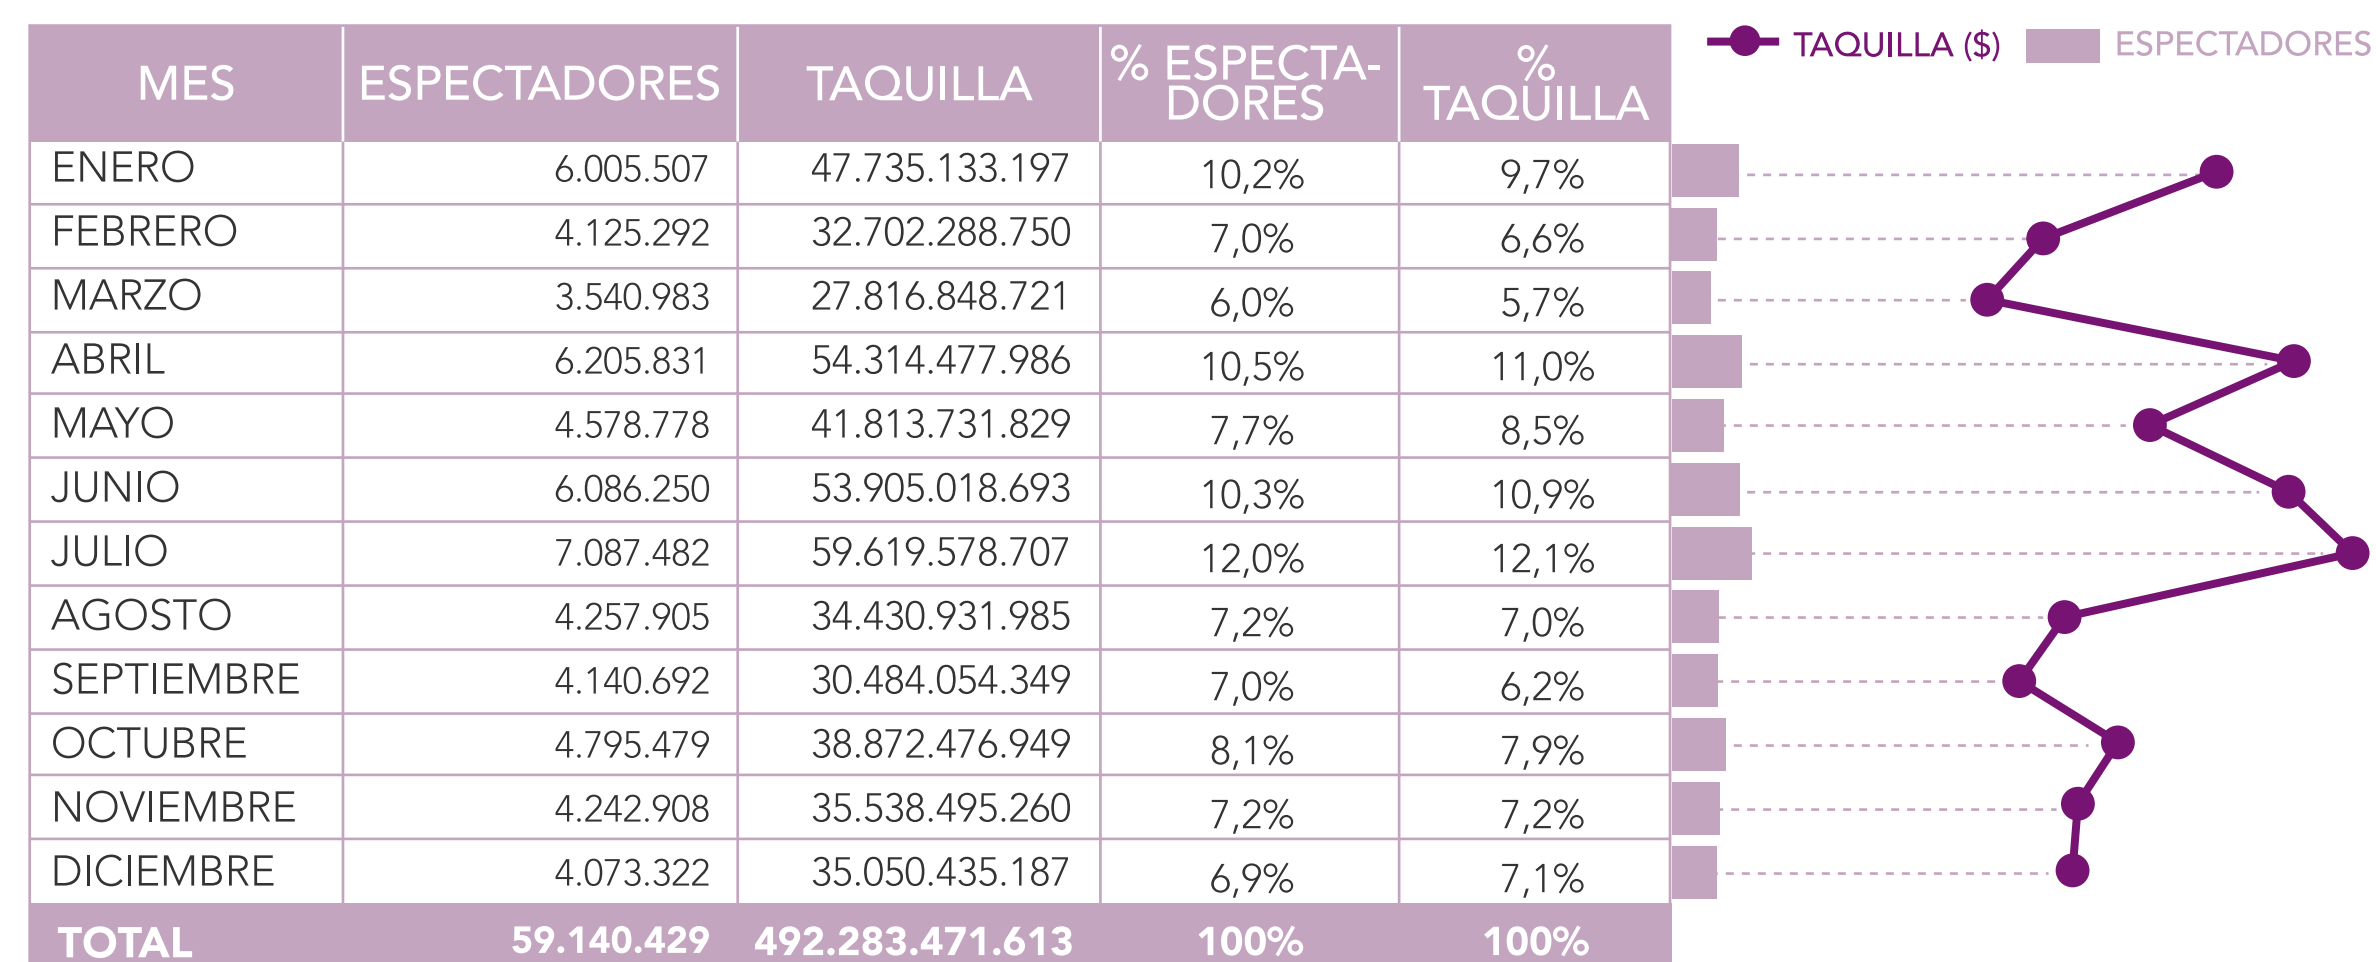 MES ESPECTADORES TAQUILLA % ESPECTA-DORES % TAQUILLA
TAQUILLA ($) ESPECTADORES
ENERO 6.005.507 47.735.133.197 10,2% 9,7%
FEBRERO 4.125.292 32.702.288.750 7,0% 6,6%
MARZO 3.540.983 27.816.848.721 6,0% 5,7%
ABRIL 6.205.831 54.314.477.986 10,5% 11,0%
MAYO 4.578.778 41.813.731.829 7,7% 8,5%
JUNIO 6.086.250 53.905.018.693 10,3% 10,9%
JULIO 7.087.482 59.619.578.707 12,0% 12,1%
AGOSTO 4.257.905 34.430.931.985 7,2% 7,0%
SEPTIEMBRE 4.140.692 30.484.054.349 7,0% 6,2%
OCTUBRE 4.795.479 38.872.476.949 8,1% 7,9%
NOVIEMBRE 4.242.908 35.538.495.260 7,2% 7,2%
DICIEMBRE 4.073.322 35.050.435.187 6,9% 7,1%
TOTAL 59.140.429 492.283.471.613 100% 100%